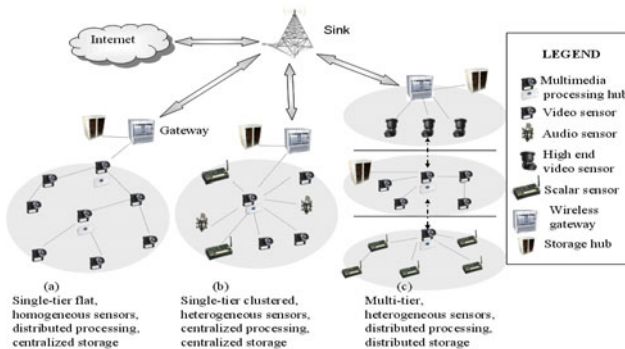 Internet
Sink
Gateway
LEGEND
Multimedia
processing hub
Video sensor
Audio sensor
High end
video sensor
Scalar sensor
Wireless
gateway
Storage hub
(a)
Single-tier flat,
homogeneous sensors,
distributed processing,
centralized storage
(b)
Single-tier clustered,
heterogeneous sensors,
centralized processing,
centralized storage
(c)
Multi-tier,
heterogeneous sensors,
distributed processing,
distributed storage